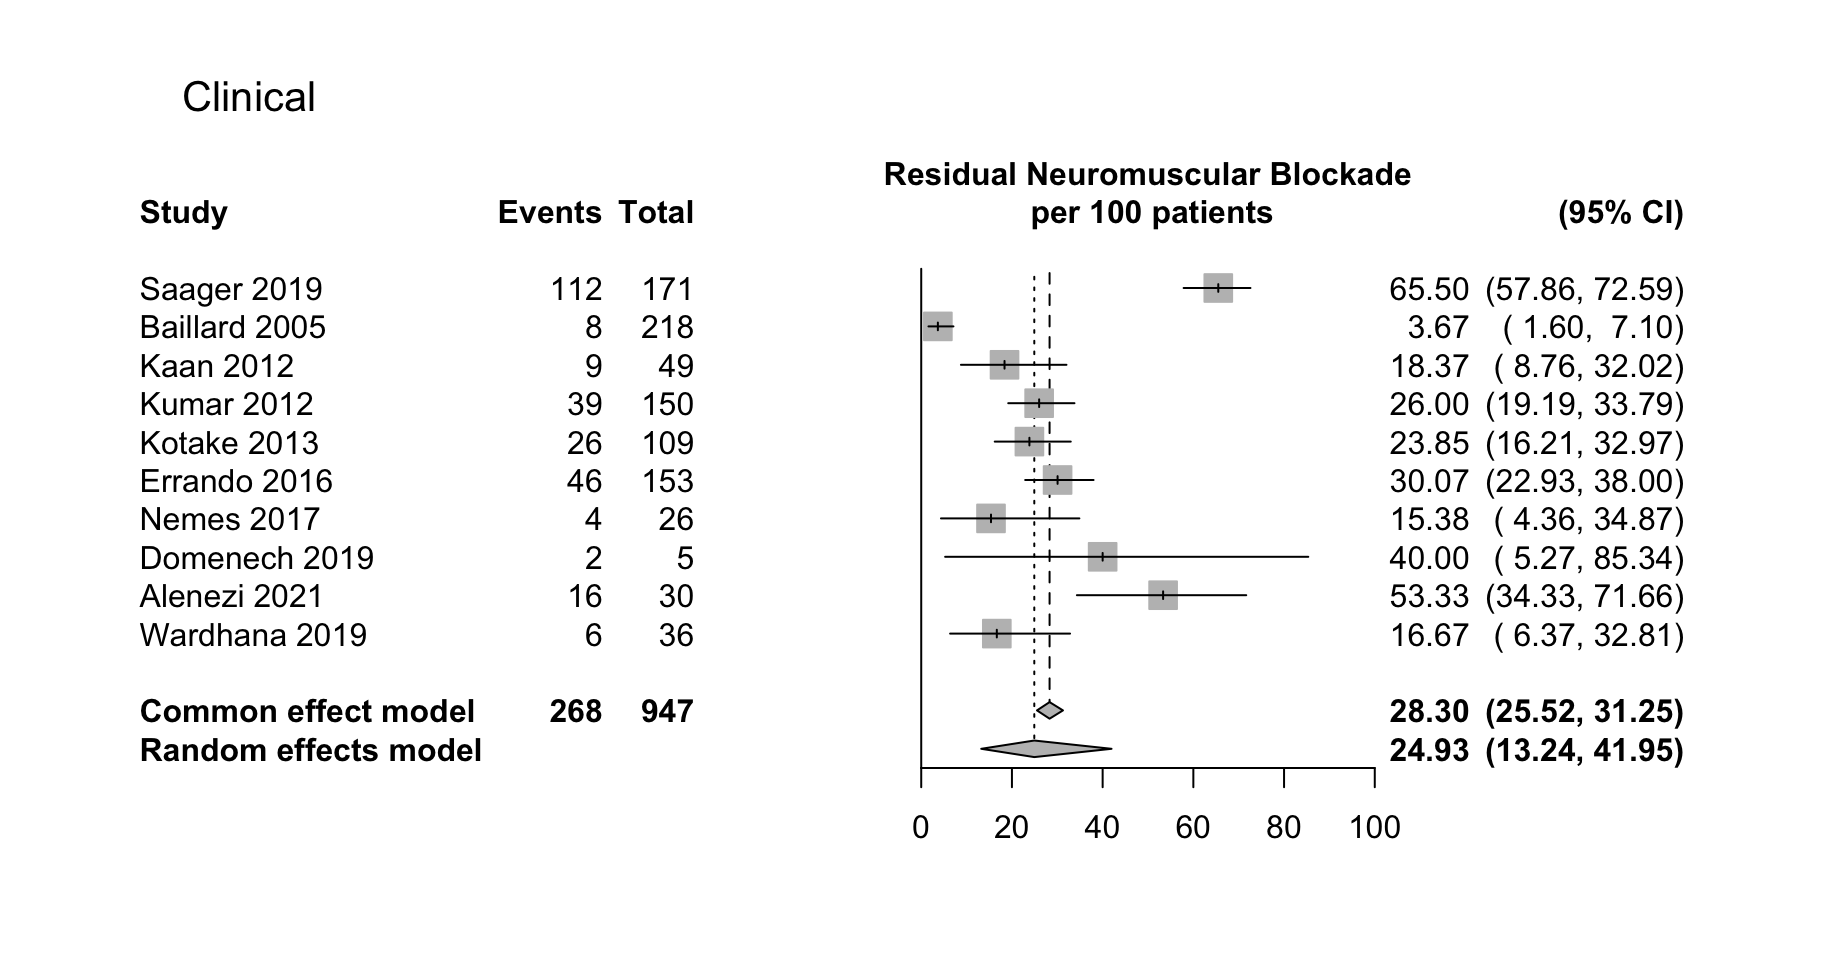 Clinical
Residual Neuromuscular Blockade
Study Events Total per 100 patients (95% CI)
Saager 2019 112 171 65.50 (57.86, 72.59)
Baillard 2005 8 218 3.67 ( 1.60, 7.10)
Kaan 2012 9 49 18.37 ( 8.76, 32.02)
Kumar 2012 39 150 26.00 (19.19, 33.79)
Kotake 2013 26 109 23.85 (16.21, 32.97)
Errando 2016 46 153 30.07 (22.93, 38.00)
Nemes 2017 4 26 15.38 ( 4.36, 34.87)
Domenech 2019 2 5 40.00 ( 5.27, 85.34)
Alenezi 2021 16 30 53.33 (34.33, 71.66)
Wardhana 2019 6 36 16.67 ( 6.37, 32.81)
Common effect model 268 947 28.30 (25.52, 31.25)
Random effects model 24.93 (13.24, 41.95)
0 20 40 60 80 100